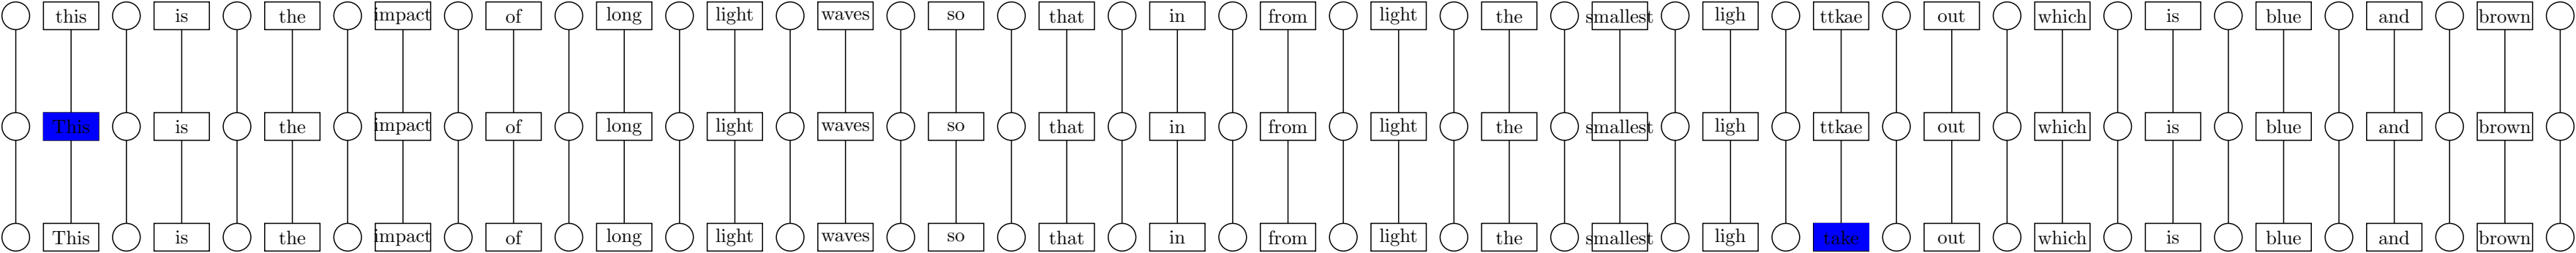 this is the impact of long light waves so that in from light the smallest ligh ttkae out which is blue and brown
This is the impact of long light waves so that in from light the smallest ligh ttkae out which is blue and brown
This is the impact of long light waves so that in from light the smallest ligh take out which is blue and brown